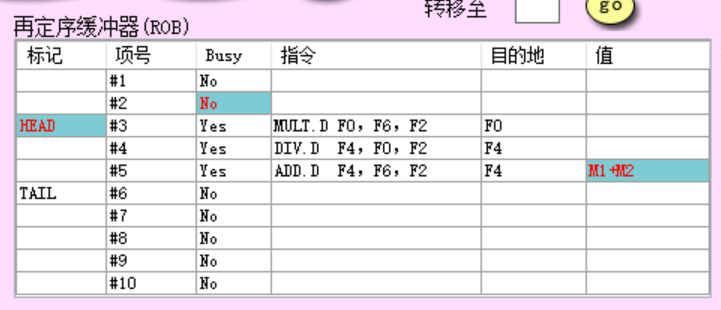 转移至 go
再定序缓冲器(ROB)
标记 项号 Busy 指令 目的地 值
#1 No
#2 No
HEAD #3 Yes MULT.D F0, F6, F2 F0
#4 Yes DIV.D F4, F0, F2 F4
#5 Yes ADD.D F4, F6, F2 F4 M1+M2
TAIL #6 No
#7 No
#8 No
#9 No
#10 No